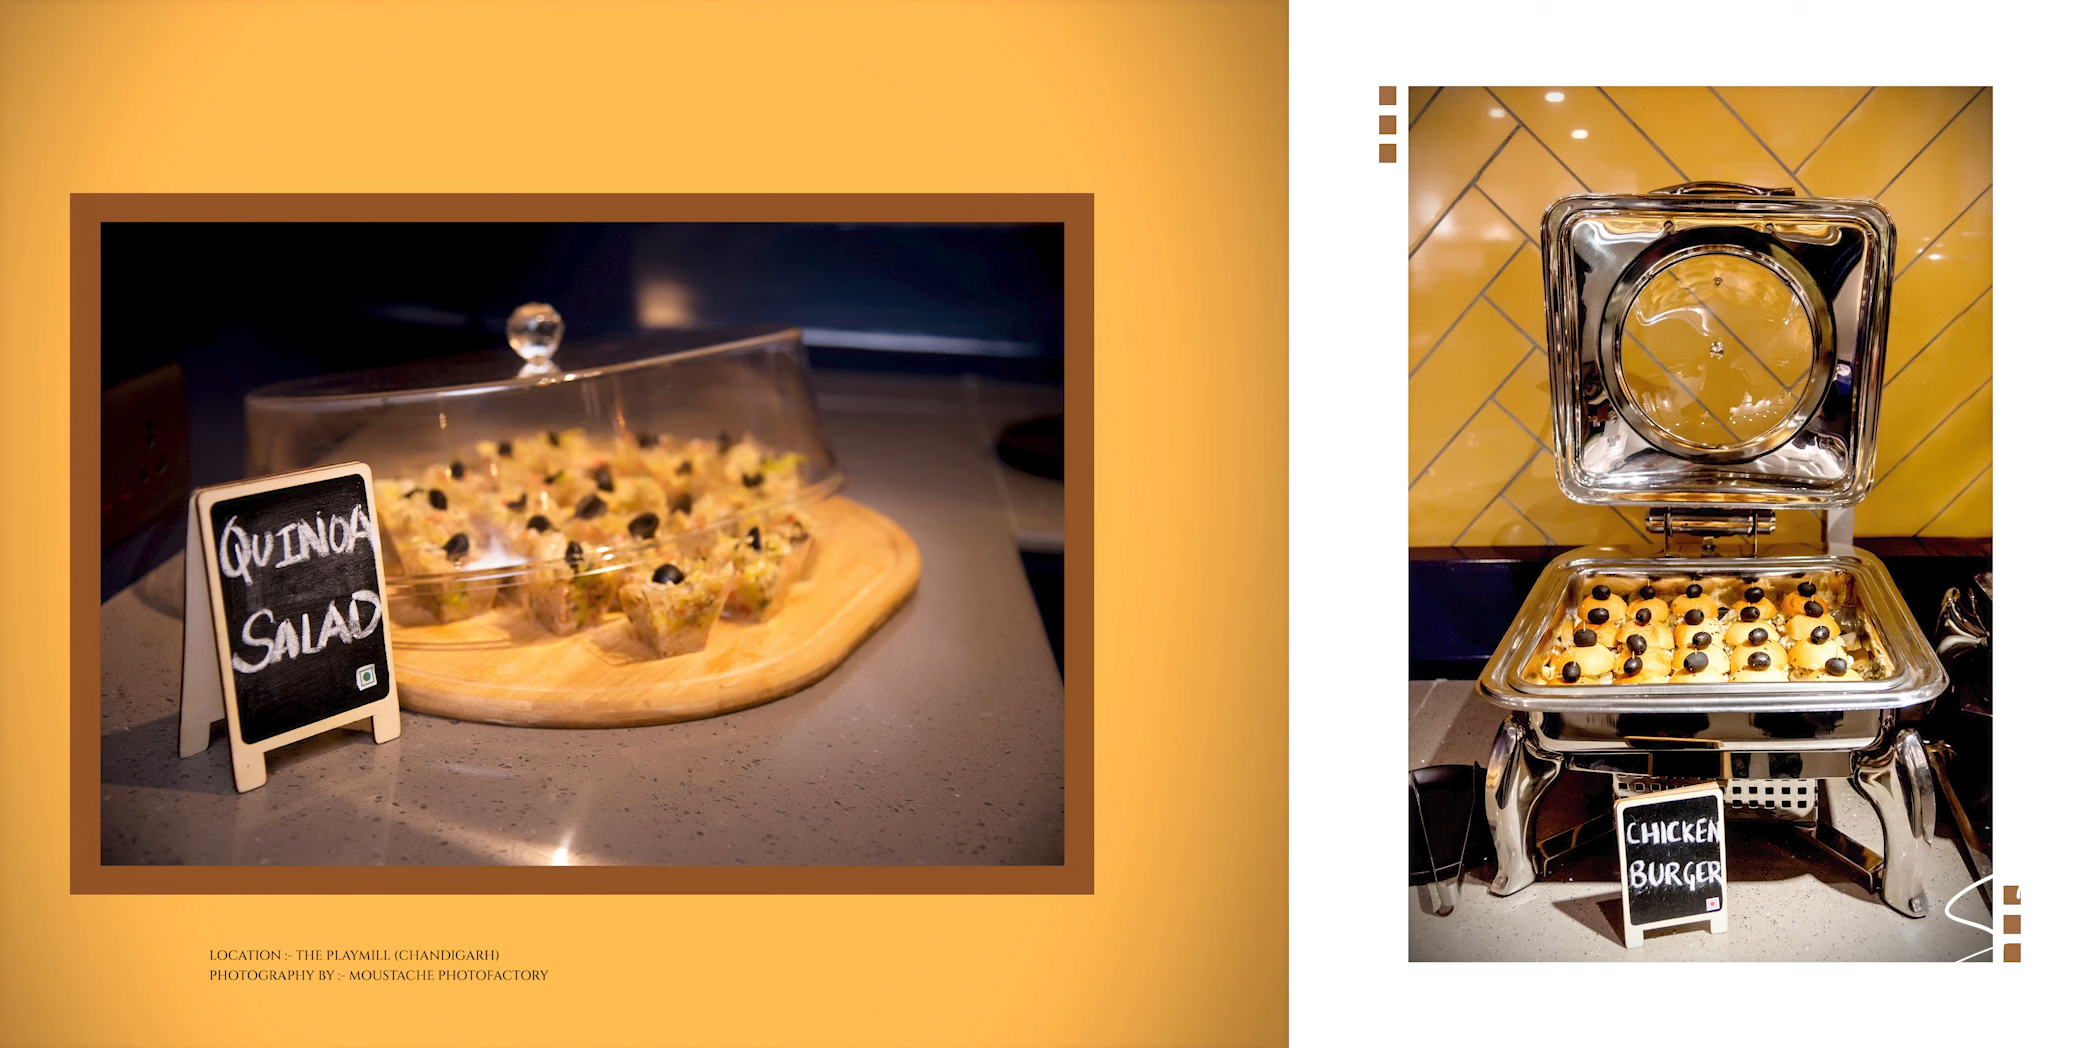 QUINOA
SALAD
LOCATION :- THE PLAYMILL (CHANDIGARH)
PHOTOGRAPHY BY :- MOUSTACHE PHOTOFACTORY
CHICKEN
BURGER